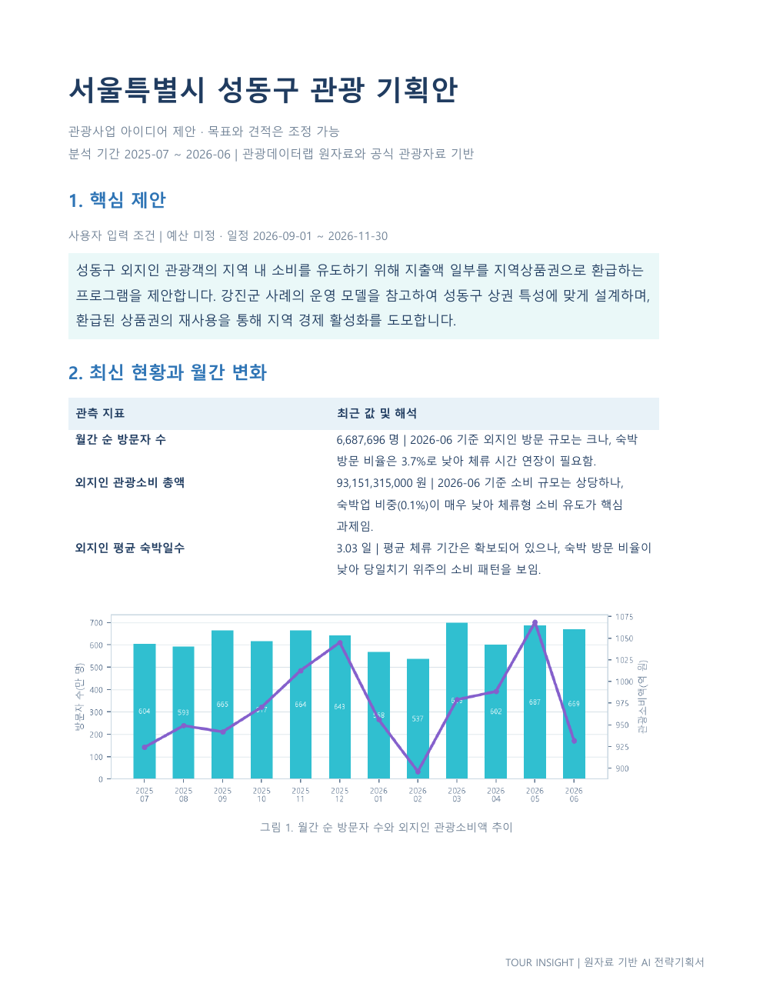 서울특별시 성동구 관광 기획안
관광사업 아이디어 제안 · 목표와 견적은 조정 가능
분석 기간 2025-07 ~ 2026-06 | 관광데이터랩 원자료와 공식 관광자료 기반
1. 핵심 제안
사용자 입력 조건 | 예산 미정 · 일정 2026-09-01 ~ 2026-11-30
성동구 외지인 관광객의 지역 내 소비를 유도하기 위해 지출액 일부를 지역상품권으로 환급하는
프로그램을 제안합니다. 강진군 사례의 운영 모델을 참고하여 성동구 상권 특성에 맞게 설계하며,
환급된 상품권의 재사용을 통해 지역 경제 활성화를 도모합니다.
2. 최신 현황과 월간 변화
관측 지표 최근 값 및 해석
월간 순 방문자 수 6,687,696 명 | 2026-06 기준 외지인 방문 규모는 크나, 숙박
방문 비율은 3.7%로 낮아 체류 시간 연장이 필요함.
외지인 관광소비 총액 93,151,315,000 원 | 2026-06 기준 소비 규모는 상당하나,
숙박업 비중(0.1%)이 매우 낮아 체류형 소비 유도가 핵심
과제임.
외지인 평균 숙박일수 3.03 일 | 평균 체류 기간은 확보되어 있으나, 숙박 방문 비율이
낮아 당일치기 위주의 소비 패턴을 보임.
방문자 수(만 명)
700
600
500
400
300
200
100
0
604 593 665 664 643 537 602 687 669
1075
1050
1025
1000
975
950
925
900
관광소비액(억 원)
2025 2025 2025 2025 2025 2025 2026 2026 2026 2026 2026 2026
07 08 09 10 11 12 01 02 03 04 05 06
그림 1. 월간 순 방문자 수와 외지인 관광소비액 추이
TOUR INSIGHT | 원자료 기반 AI 전략기획서